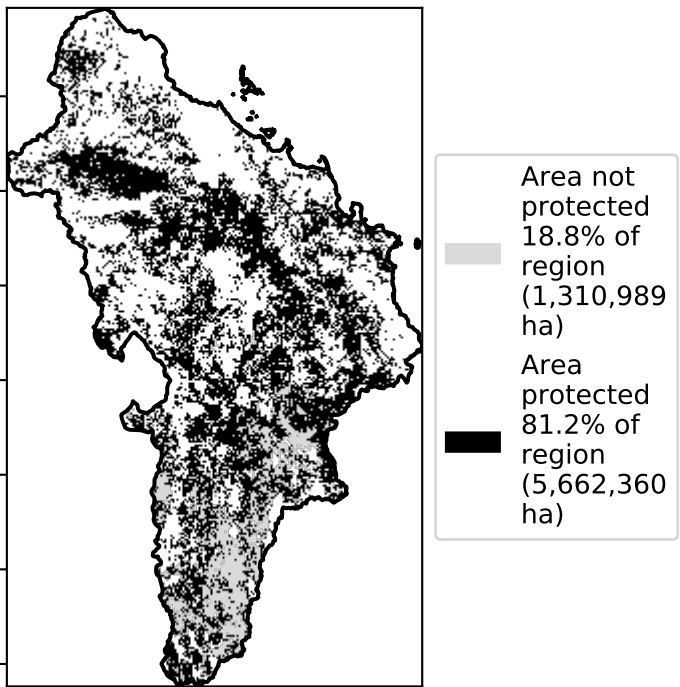 Area not
protected
18.8% of
region
(1,310,989
ha)
Area
protected
81.2% of
region
(5,662,360
ha)